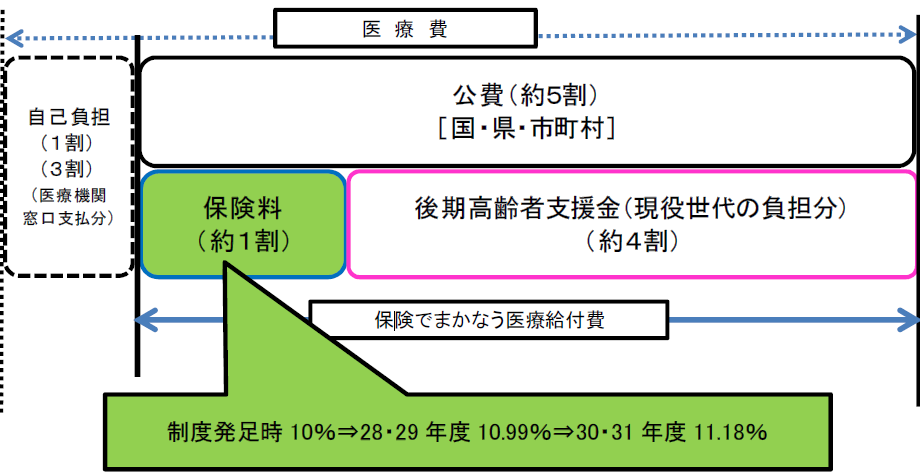 医 療 費
自己負担
（１割）
（３割）
（医療機関
窓口支払分）
公費（約５割）
［国・県・市町村］
保険料
（約１割）
後期高齢者支援金（現役世代の負担分）
（約４割）
保険でまかなう医療給付費
制度発足時 10％⇒28・29 年度 10.99％⇒30・31 年度 11.18％